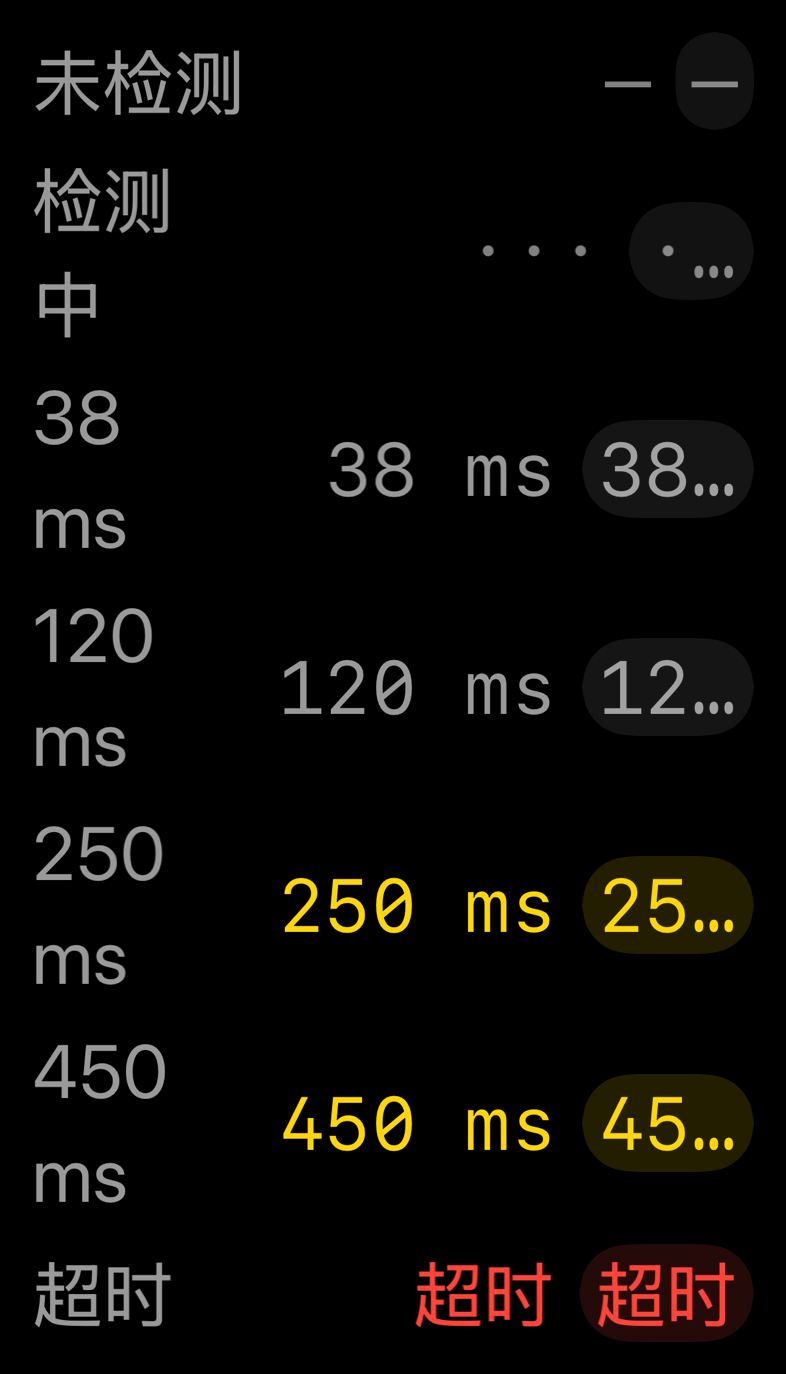 未检测 — —
检测
中 ··· ·…
38
ms 38 ms 38…
120
ms 120 ms 12…
250
ms 250 ms 25…
450
ms 450 ms 45…
超时 超时 超时